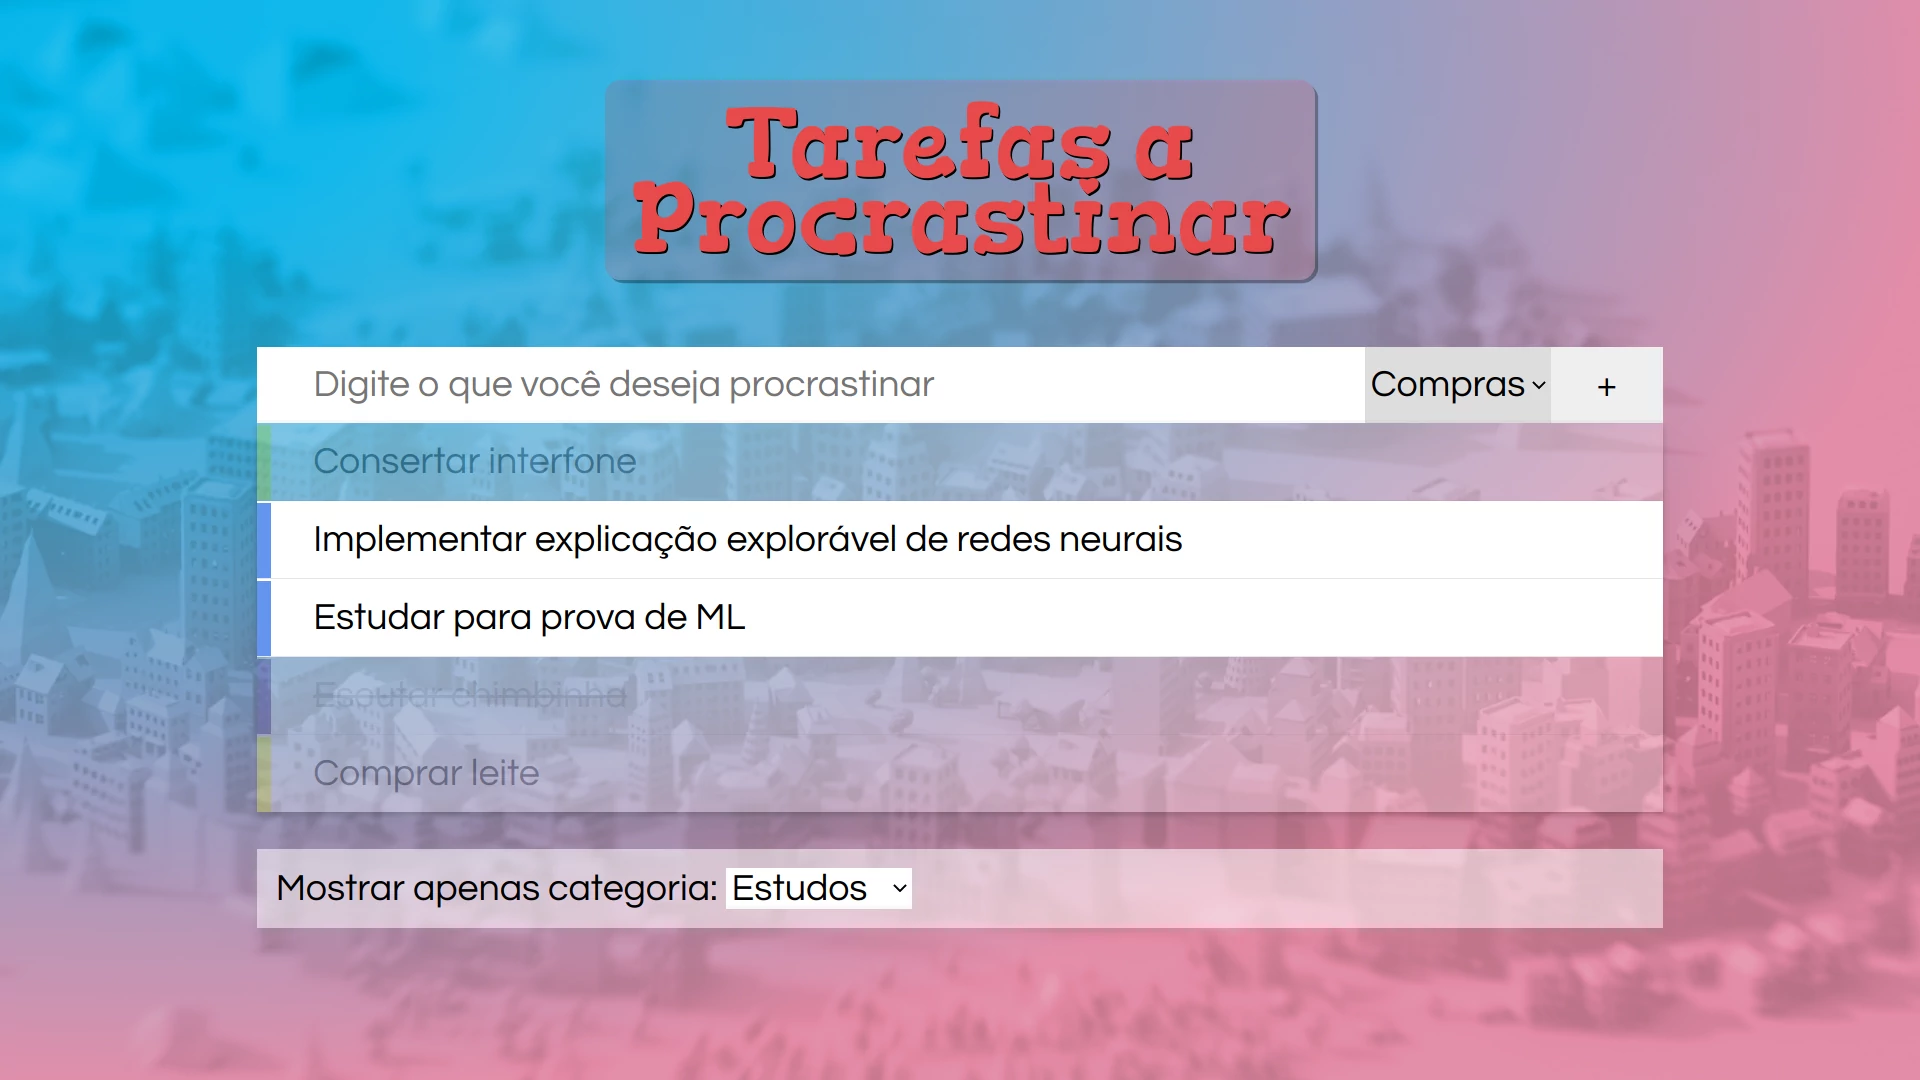 Tarefas a
Procrastinar
Digite o que você deseja procrastinar
Compras
+
Consertar interfone
Implementar explicação explorável de redes neurais
Estudar para prova de ML
Escutar chimbinha
Comprar leite
Mostrar apenas categoria: Estudos